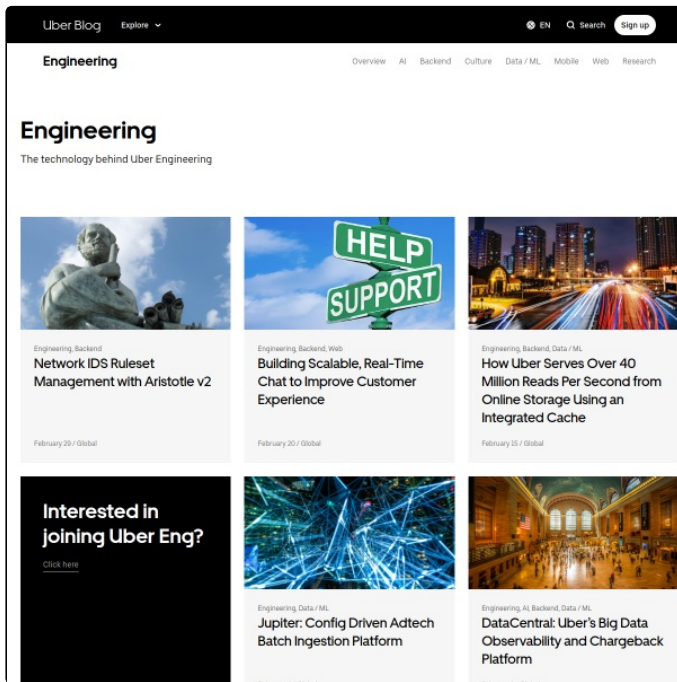 Uber Blog Explore EN Search Sign up
Engineering Overview AI Backend Culture Data / ML Mobile Web Research
Engineering
The technology behind Uber Engineering
HELP
SUPPORT
Engineering, Backend
Network IDS Ruleset
Management with Aristotle v2
February 29 / Global
Engineering, Backend, Web
Building Scalable, Real-Time
Chat to Improve Customer
Experience
February 20 / Global
Engineering, Backend, Data / ML
How Uber Serves Over 40
Million Reads Per Second from
Online Storage Using an
Integrated Cache
February 15 / Global
Interested in
joining Uber Eng?
Click here
Engineering, Data / ML
Jupiter: Config Driven Adtech
Batch Ingestion Platform
Engineering, AI, Backend, Data / ML
DataCentral: Uber's Big Data
Observability and Chargeback
Platform